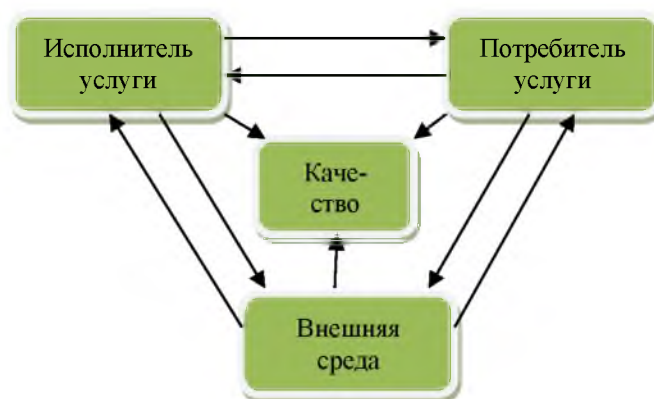 Исполнитель
услуги
Потребитель
услуги
Каче-
ство
Внешняя
среда